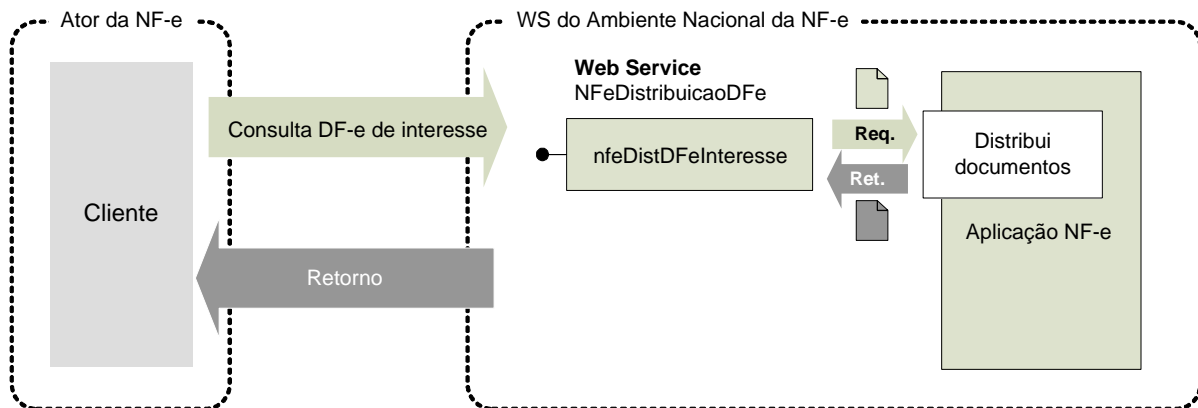 Ator da NF-e
WS do Ambiente Nacional da NF-e
Web Service
NFeDistribuicaoDFe
Consulta DF-e de interesse
nfeDistDFeInteresse
Req.
Ret.
Distribui
documentos
Cliente
Aplicação NF-e
Retorno